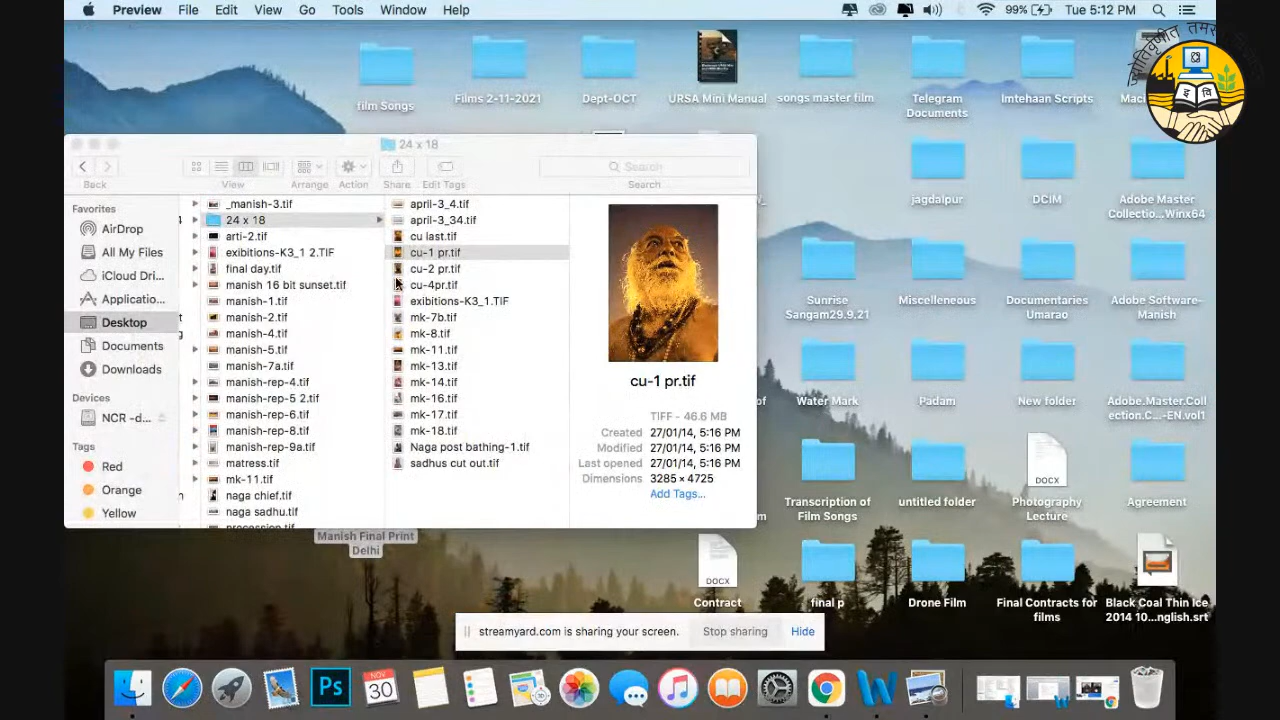 Preview File Edit View Go Tools Window Help 99% Tue 5:12 PM
film Songs
Films 2-11-2021
Dept-OCT
URSA Mini Manual
songs master film
Telegram
Documents
Imtehaan Scripts
24 x 18
Back View Arrange Action Share Edit Tags Search
Search
Favorites
AirDrop
All My Files
iCloud Dri...
Applicatio...
Desktop
Documents
Downloads
Devices
NCR - d...
Tags
Red
Orange
Yellow
_manish-3.tif
24 x 18
arti-2.tif
exibitions-K3_1 2.TIF
final day.tif
manish 16 bit sunset.tif
manish-1.tif
manish-2.tif
manish-4.tif
manish-5.tif
manish-7a.tif
manish-rep-4.tif
manish-rep-5 2.tif
manish-rep-6.tif
manish-rep-8.tif
manish-rep-9a.tif
matress.tif
mk-11.tif
naga chief.tif
naga sadhu.tif
procession.tif
april-3_4.tif
april-3_34.tif
cu last.tif
cu-1 pr.tif
cu-2 pr.tif
cu-4pr.tif
exibitions-K3_1.TIF
mk-7b.tif
mk-8.tif
mk-11.tif
mk-13.tif
mk-14.tif
mk-16.tif
mk-17.tif
mk-18.tif
Naga post bathing-1.tif
sadhus cut out.tif
cu-1 pr.tif
TIFF - 46.6 MB
Created 27/01/14, 5:16 PM
Modified 27/01/14, 5:16 PM
Last opened 27/01/14, 5:16 PM
Dimensions 3285 × 4725
Add Tags...
jagdalpur
DCIM
Adobe Master
Collectio...Winx64
Sunrise
Sangam29.9.21
Miscellneous
Documentaries
Umarao
Adobe Software-
Manish
Water Mark
Padam
New folder
Adobe.Master.Coll
ection.C...-EN.vol1
Transcription of
Film Songs
untitled folder
DOCX
Photography
Lecture
Agreement
Manish Final Print
Delhi
DOCX
Contract
final p
Drone Film
Final Contracts for
films
Black Coal Thin Ice
2014 10...nglish.srt
streamyard.com is sharing your screen. Stop sharing Hide
Ps
NOV
30